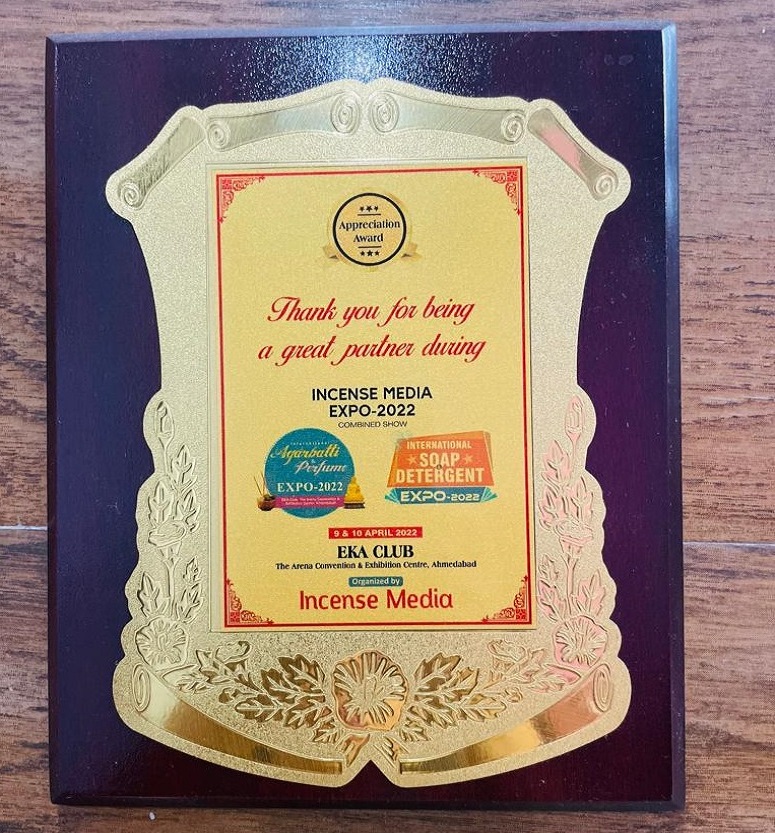 Appreciation
Award
Thank you for being
a great partner during
INCENSE MEDIA
EXPO-2022
COMBINED SHOW
International
Agarbatti
& Perfume
EXPO-2022
INTERNATIONAL
SOAP
DETERGENT
EXPO-2022
9 & 10 APRIL 2022
EKA CLUB
The Arena Convention & Exhibition Centre, Ahmedabad
Organized by
Incense Media